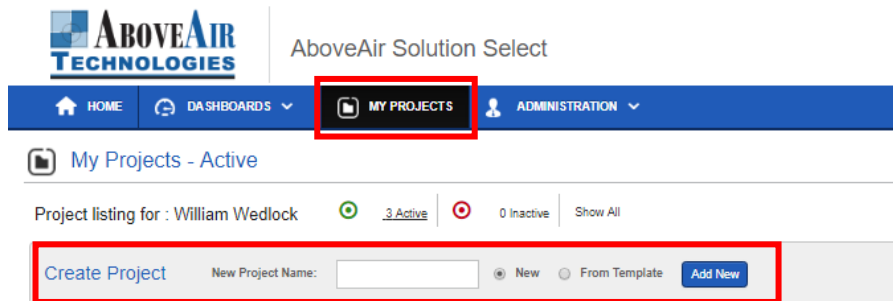 ABOVEAIR
TECHNOLOGIES
AboveAir Solution Select
HOME DASHBOARDS MY PROJECTS ADMINISTRATION
My Projects - Active
Project listing for : William Wedlock 3 Active 0 Inactive Show All
Create Project New Project Name: New From Template Add New